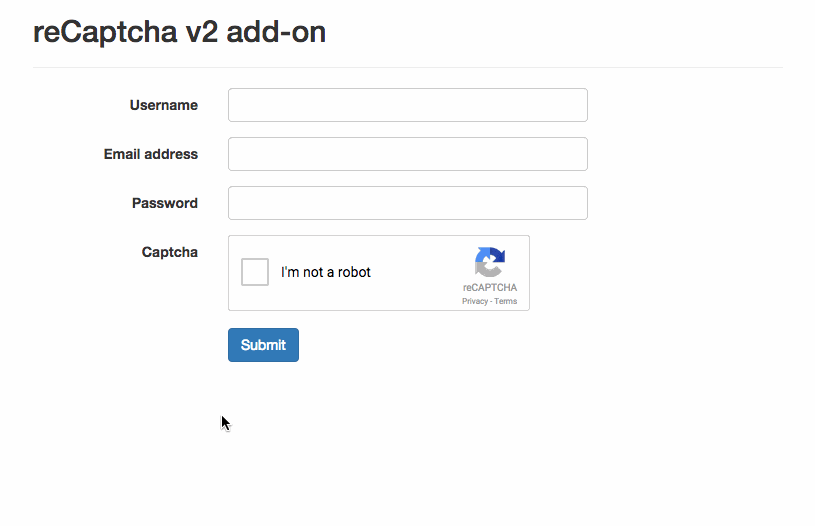 reCaptcha v2 add-on
Username
Email address
Password
Captcha
I'm not a robot
reCAPTCHA
Privacy - Terms
Submit